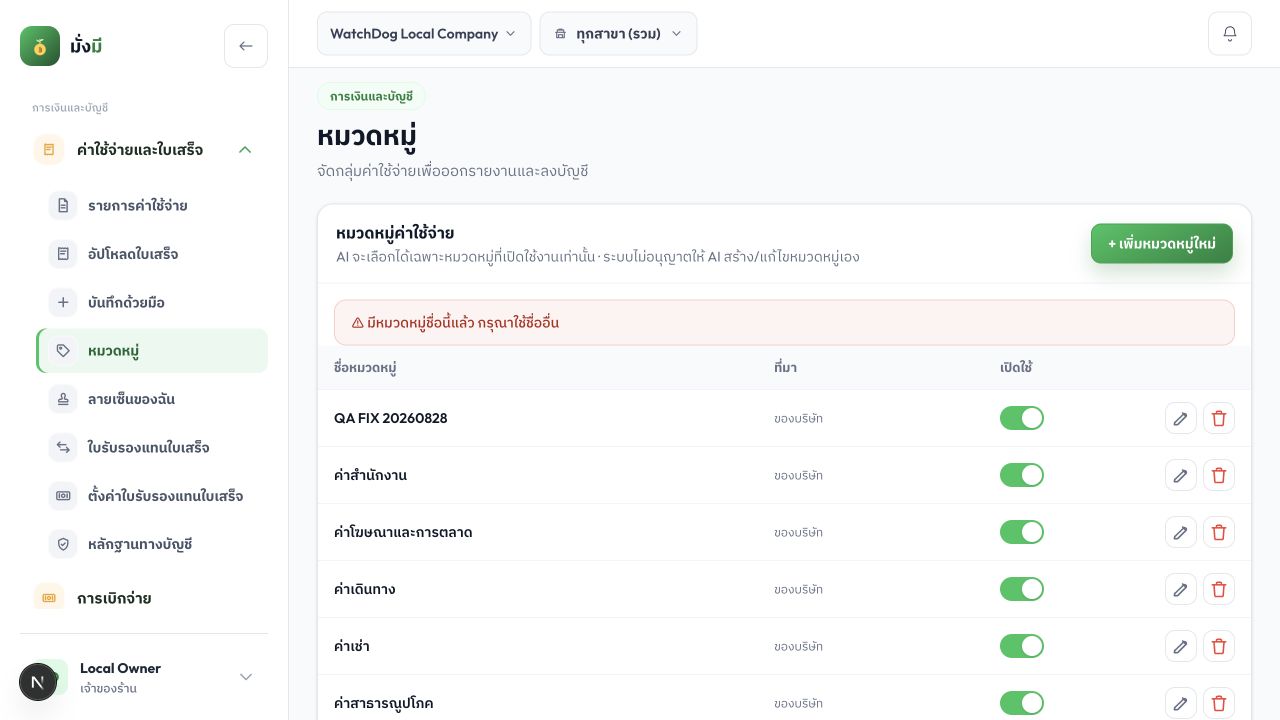 มั่งมี
WatchDog Local Company
ทุกสาขา (รวม)
การเงินและบัญชี
ค่าใช้จ่ายและใบเสร็จ
รายการค่าใช้จ่าย
อัปโหลดใบเสร็จ
บันทึกด้วยมือ
หมวดหมู่
ลายเซ็นของฉัน
ใบรับรองแทนใบเสร็จ
ตั้งค่าใบรับรองแทนใบเสร็จ
หลักฐานทางบัญชี
การเบิกจ่าย
N
Local Owner
เจ้าของร้าน
การเงินและบัญชี
หมวดหมู่
จัดกลุ่มค่าใช้จ่ายเพื่อออกรายงานและลงบัญชี
หมวดหมู่ค่าใช้จ่าย
AI จะเลือกได้เฉพาะหมวดหมู่ที่เปิดใช้งานเท่านั้น · ระบบไม่อนุญาตให้ AI สร้าง/แก้ไขหมวดหมู่เอง
+ เพิ่มหมวดหมู่ใหม่
⚠ มีหมวดหมู่ชื่อนี้แล้ว กรุณาใช้ชื่ออื่น
ชื่อหมวดหมู่ ที่มา เปิดใช้
QA FIX 20260828 ของบริษัท
ค่าสำนักงาน ของบริษัท
ค่าโฆษณาและการตลาด ของบริษัท
ค่าเดินทาง ของบริษัท
ค่าเช่า ของบริษัท
ค่าสาธารณูปโภค ของบริษัท